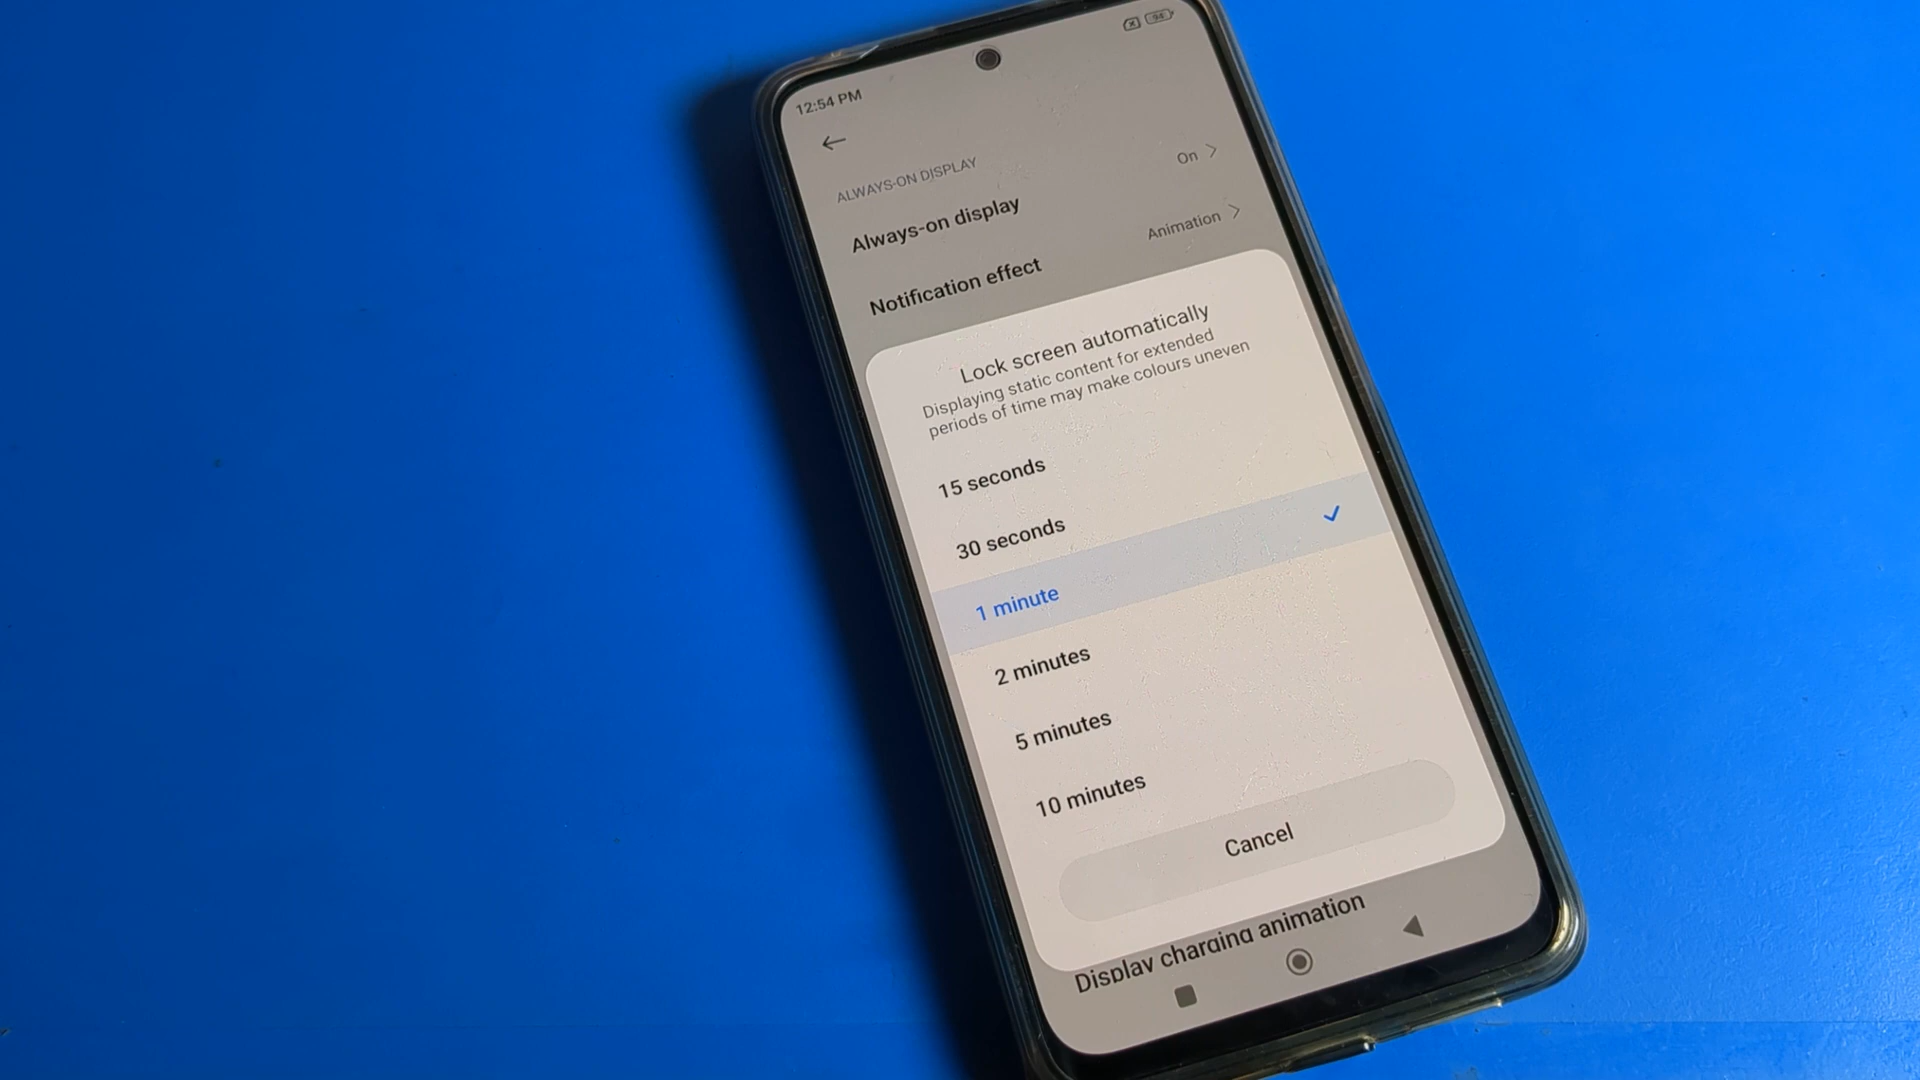 12:54 PM
94
ALWAYS-ON DISPLAY
Always-on display
On
Notification effect
Animation
Lock screen automatically
Displaying static content for extended
periods of time may make colours uneven
15 seconds
30 seconds
1 minute
2 minutes
5 minutes
10 minutes
Cancel
Display charging animation